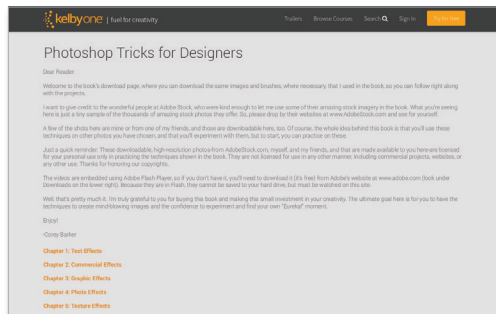 kelbyone | fuel for creativity
Trailers Browse Courses Search Sign In Try for free
Photoshop Tricks for Designers
Dear Reader:
Welcome to the book's download page, where you can download the same images and brushes, where necessary, that I used in the book, so you can follow right along
with the projects.
I want to give credit to the wonderful people at Adobe Stock, who were kind enough to let me use some of their amazing stock imagery in the book. What you're seeing
here is just a tiny sample of the thousands of amazing stock photos they offer. So, please drop by their websites at www.AdobeStock.com and see for yourself.
A few of the shots here are mine or from one of my friends, and those are downloadable here, too. Of course, the whole idea behind this book is that you'll use these
techniques on other photos you have chosen, and that you'll experiment with them, but to start, you can practice on these.
Just a quick reminder: These downloadable, high-resolution photos from AdobeStock.com, myself, and my friends, and that are made available to you here are licensed
for your personal use only in practicing the techniques shown in the book. They are not licensed for use in any other manner, including commercial projects, websites, or
any other use. Thanks for honoring our copyrights.
The videos are embedded using Adobe Flash Player, so if you don't have it, you'll need to download it (it's free) from Adobe's website at www.adobe.com (look under
Downloads on the lower right). Because they are in Flash, they cannot be saved to your hard drive, but must be watched on this site.
Well, that's pretty much it. I'm truly grateful to you for buying this book and making this small investment in your creativity. The ultimate goal here is for you to have the
techniques to create mind-blowing images and the confidence to experiment and find your own "Eureka!" moment.
Enjoy!
-Corey Barker
Chapter 1: Text Effects
Chapter 2: Commercial Effects
Chapter 3: Graphic Effects
Chapter 4: Photo Effects
Chapter 5: Texture Effects